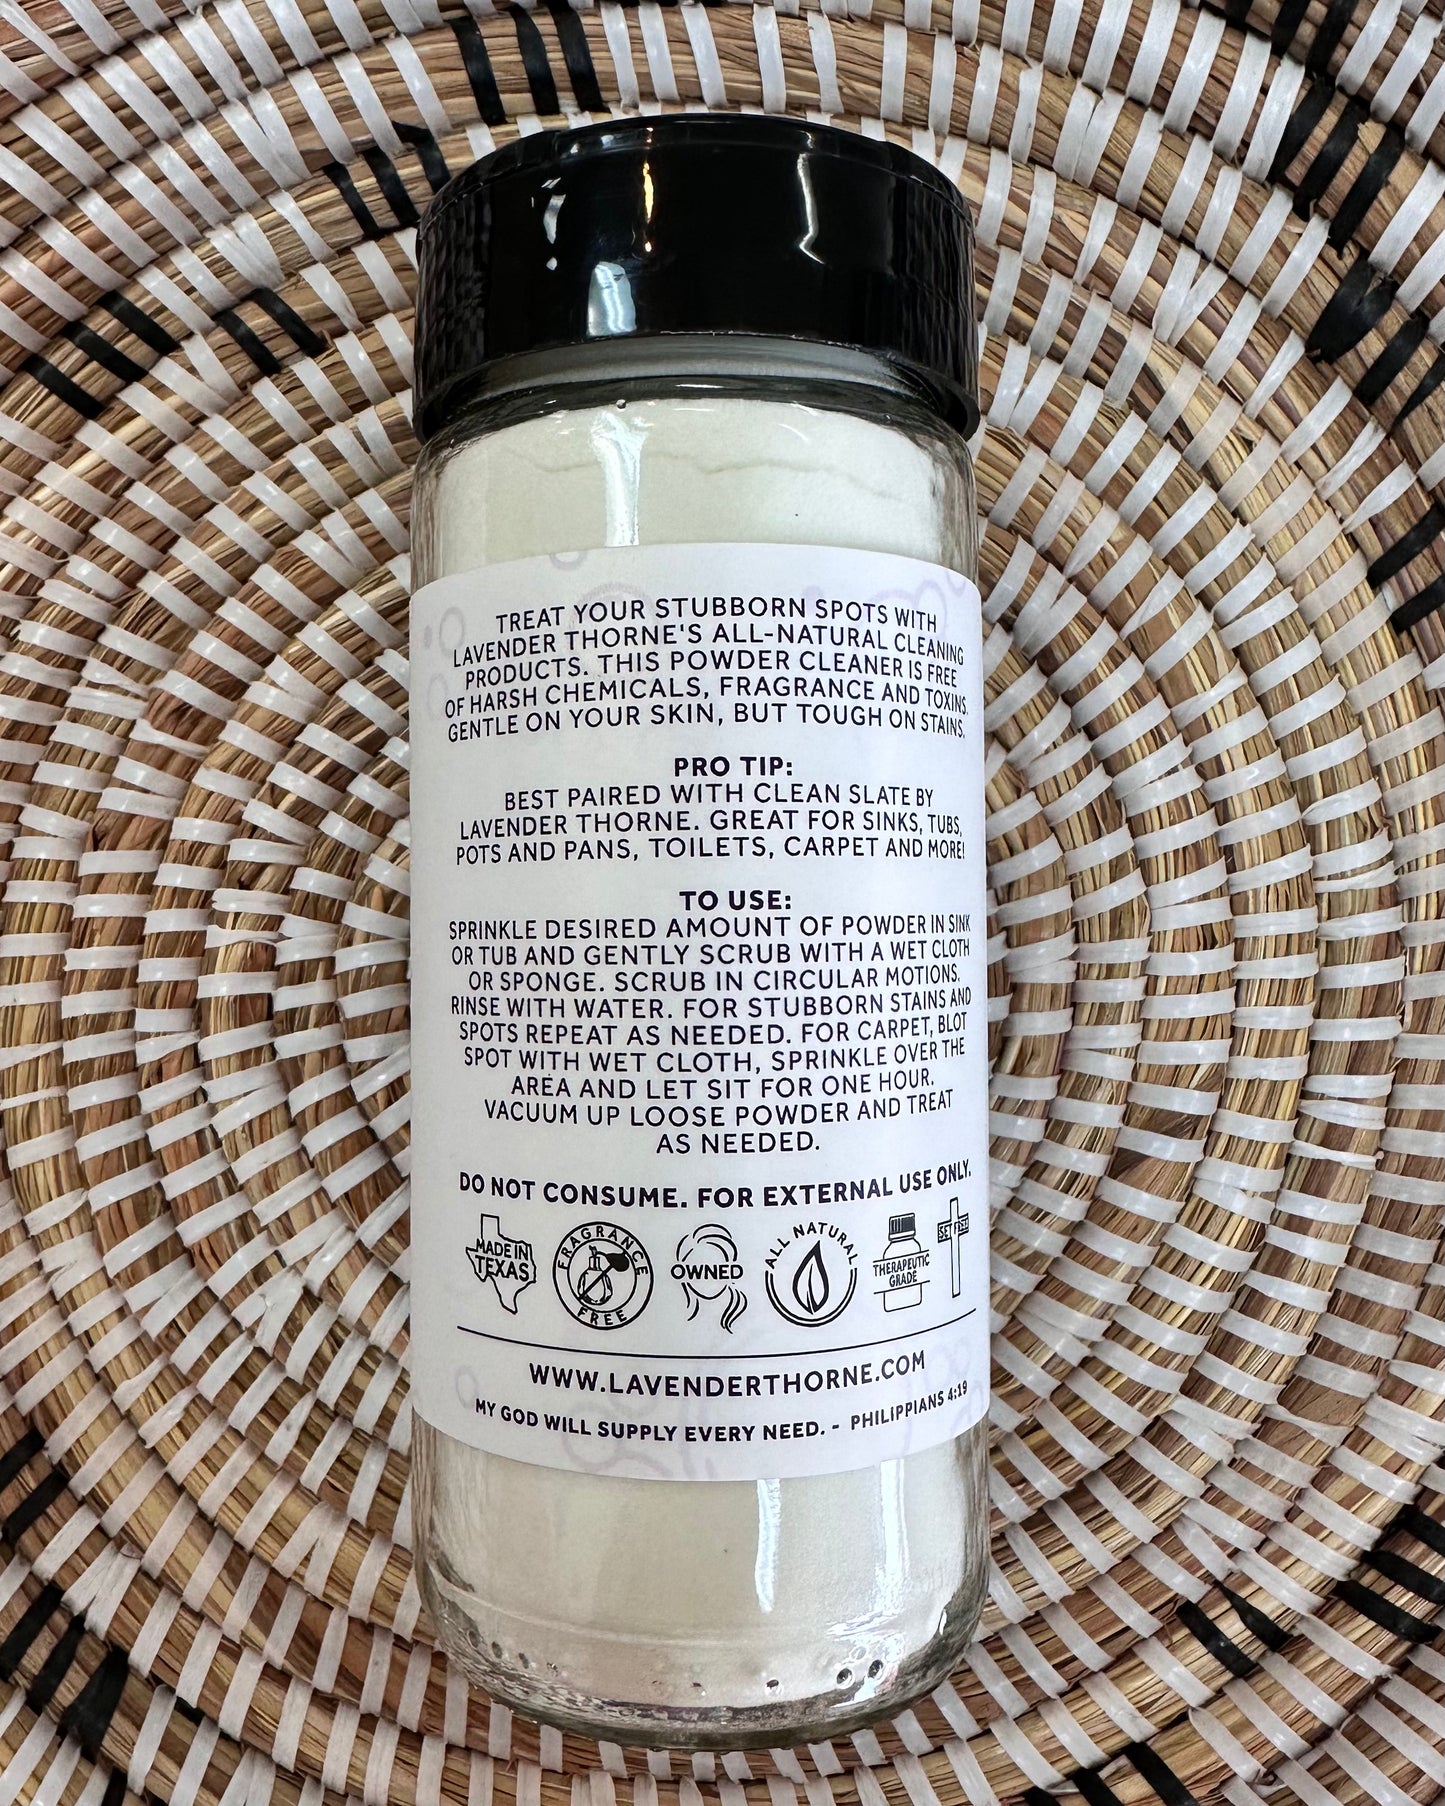 TREAT YOUR STUBBORN SPOTS WITH
LAVENDER THORNE'S ALL-NATURAL CLEANING
PRODUCTS. THIS POWDER CLEANER IS FREE
OF HARSH CHEMICALS, FRAGRANCE AND TOXINS.
GENTLE ON YOUR SKIN, BUT TOUGH ON STAINS.
PRO TIP:
BEST PAIRED WITH CLEAN SLATE BY
LAVENDER THORNE. GREAT FOR SINKS, TUBS,
POTS AND PANS, TOILETS, CARPET AND MORE!
TO USE:
SPRINKLE DESIRED AMOUNT OF POWDER IN SINK
OR TUB AND GENTLY SCRUB WITH A WET CLOTH
OR SPONGE. SCRUB IN CIRCULAR MOTIONS.
RINSE WITH WATER. FOR STUBBORN STAINS AND
SPOTS REPEAT AS NEEDED. FOR CARPET, BLOT
SPOT WITH WET CLOTH, SPRINKLE OVER THE
AREA AND LET SIT FOR ONE HOUR.
VACUUM UP LOOSE POWDER AND TREAT
AS NEEDED.
DO NOT CONSUME. FOR EXTERNAL USE ONLY.
MADE IN
TEXAS
FRAGRANCE
FREE
OWNED
ALL NATURAL
THERAPEUTIC
GRADE
SET FREE
WWW.LAVENDERTHORNE.COM
MY GOD WILL SUPPLY EVERY NEED. - PHILIPPIANS 4:19